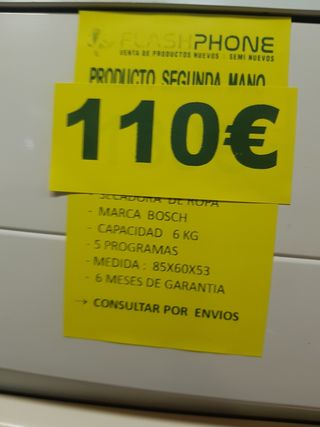 FLASHPHONE
VENTA DE PRODUCTOS NUEVOS : SEMI NUEVOS
PRODUCTO SEGUNDA MANO
110€
- SECADORA DE ROPA
- MARCA BOSCH
- CAPACIDAD 6 KG
- 5 PROGRAMAS
- MEDIDA : 85X60X53
- 6 MESES DE GARANTIA
→ CONSULTAR POR ENVIOS